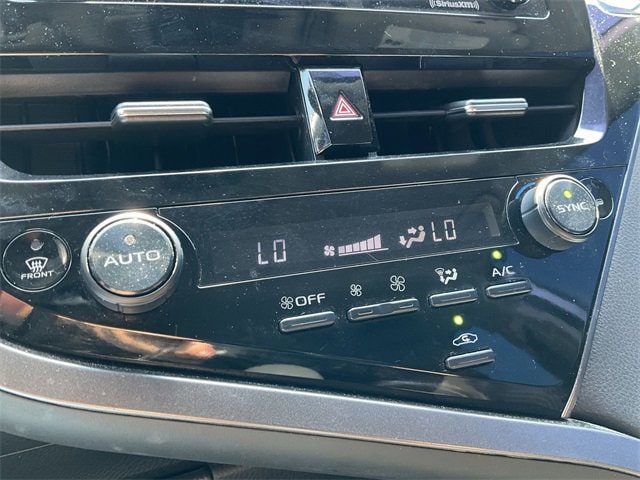 ((SiriusXM))
SYNC
AUTO
LO
LO
FRONT
OFF
A/C